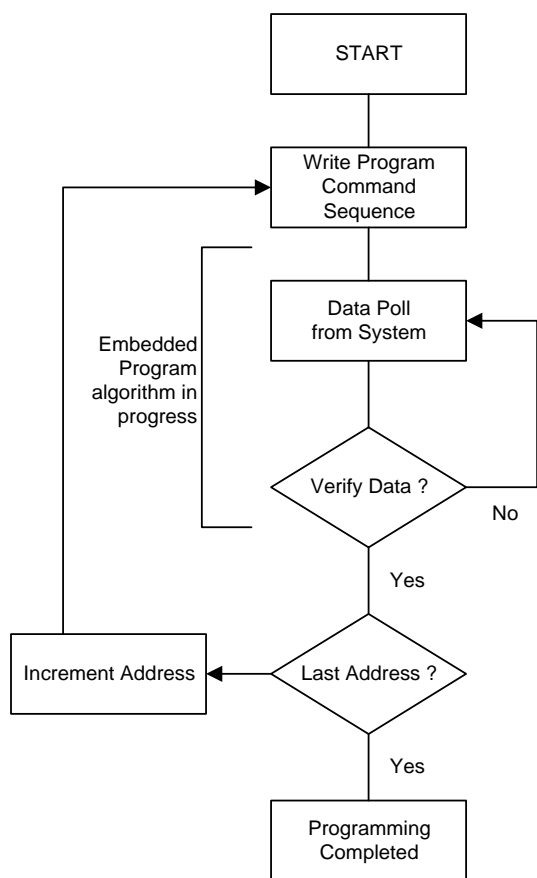 START
Write Program
Command
Sequence
Data Poll
from System
Embedded
Program
algorithm in
progress
Verify Data ?
No
Yes
Increment Address
Last Address ?
Yes
Programming
Completed